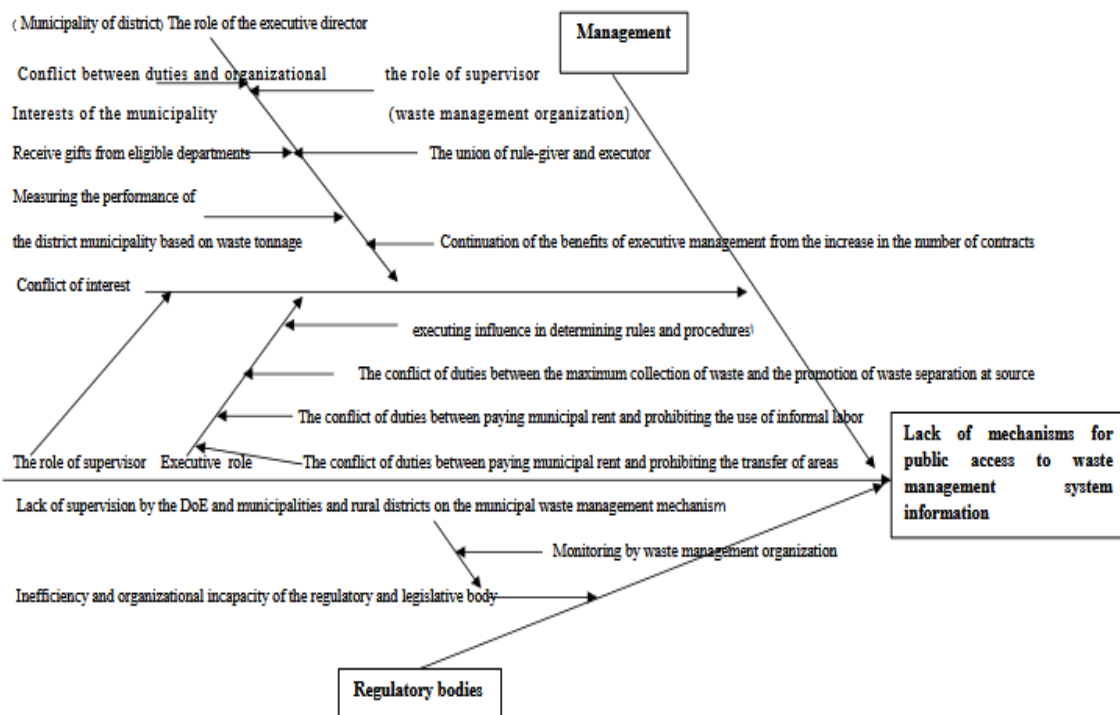 ( Municipality of district) The role of the executive director
Management
Conflict between duties and organizational
the role of supervisor
Interests of the municipality
(waste management organization)
Receive gifts from eligible departments
The union of rule-giver and executor
Measuring the performance of
the district municipality based on waste tonnage
Continuation of the benefits of executive management from the increase in the number of contracts
Conflict of interest
executing influence in determining rules and procedures)
The conflict of duties between the maximum collection of waste and the promotion of waste separation at source
The conflict of duties between paying municipal rent and prohibiting the use of informal labor
The role of supervisor
Executive role
The conflict of duties between paying municipal rent and prohibiting the transfer of areas
Lack of mechanisms for
public access to waste
management system
information
Lack of supervision by the DoE and municipalities and rural districts on the municipal waste management mechanism
Monitoring by waste management organization
Inefficiency and organizational incapacity of the regulatory and legislative body
Regulatory bodies